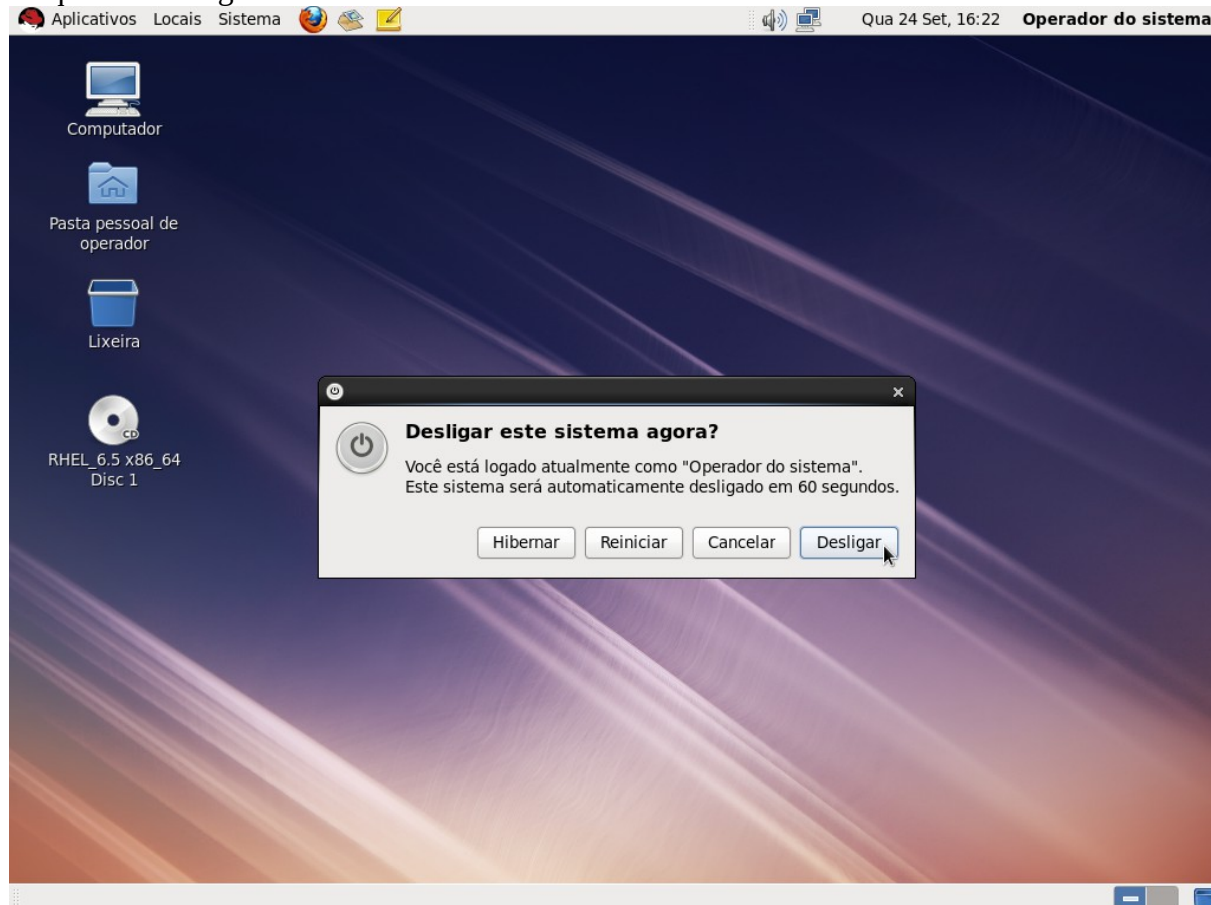 Aplicativos Locais Sistema
Qua 24 Set, 16:22 Operador do sistema
Computador
Pasta pessoal de
operador
Lixeira
RHEL_6.5 x86_64
Disc 1
CD
Desligar este sistema agora?
Você está logado atualmente como "Operador do sistema".
Este sistema será automaticamente desligado em 60 segundos.
Hibernar
Reiniciar
Cancelar
Desligar